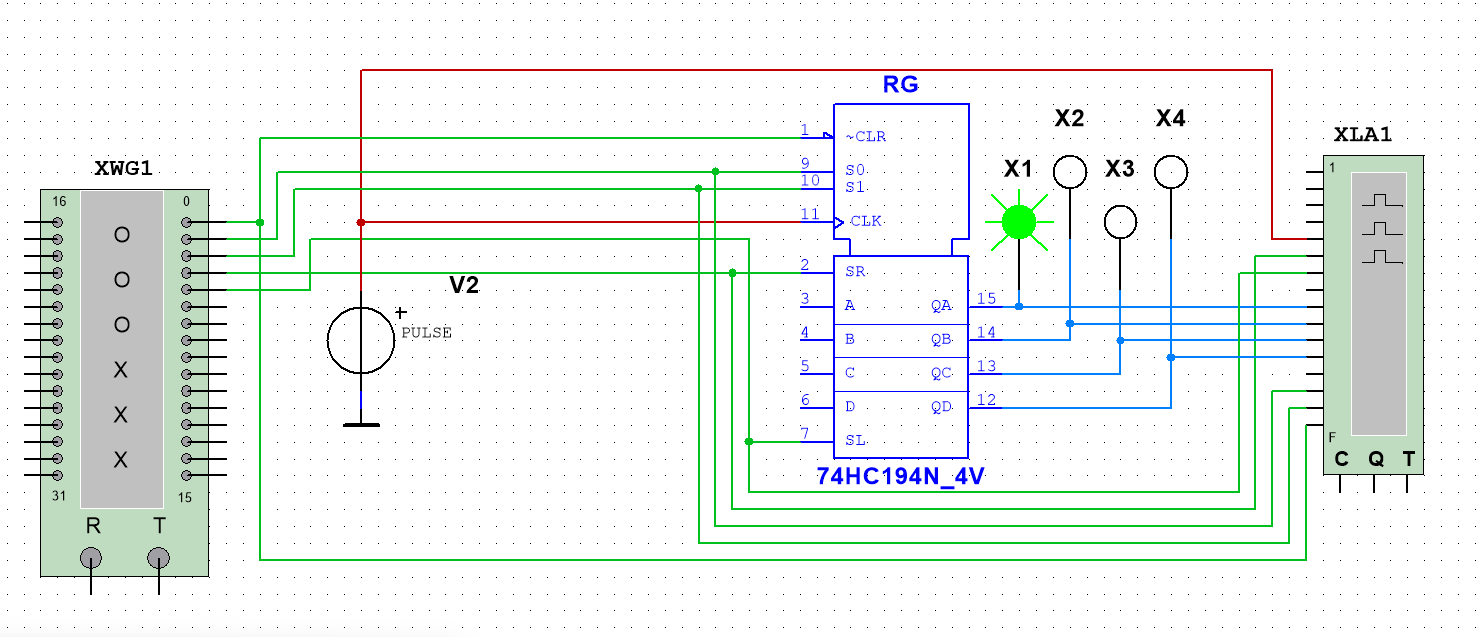 RG
X2
X4
XLA1
XWG1
X1
X3
1
~CLR
9
S0
10
S1
11
CLK
1
16
0
O
O
O
X
X
X
31
15
R
T
V2
+
PULSE
2
SR
3
A
QA
15
4
B
QB
14
5
C
QC
13
6
D
QD
12
7
SL
74HC194N_4V
F
C Q T